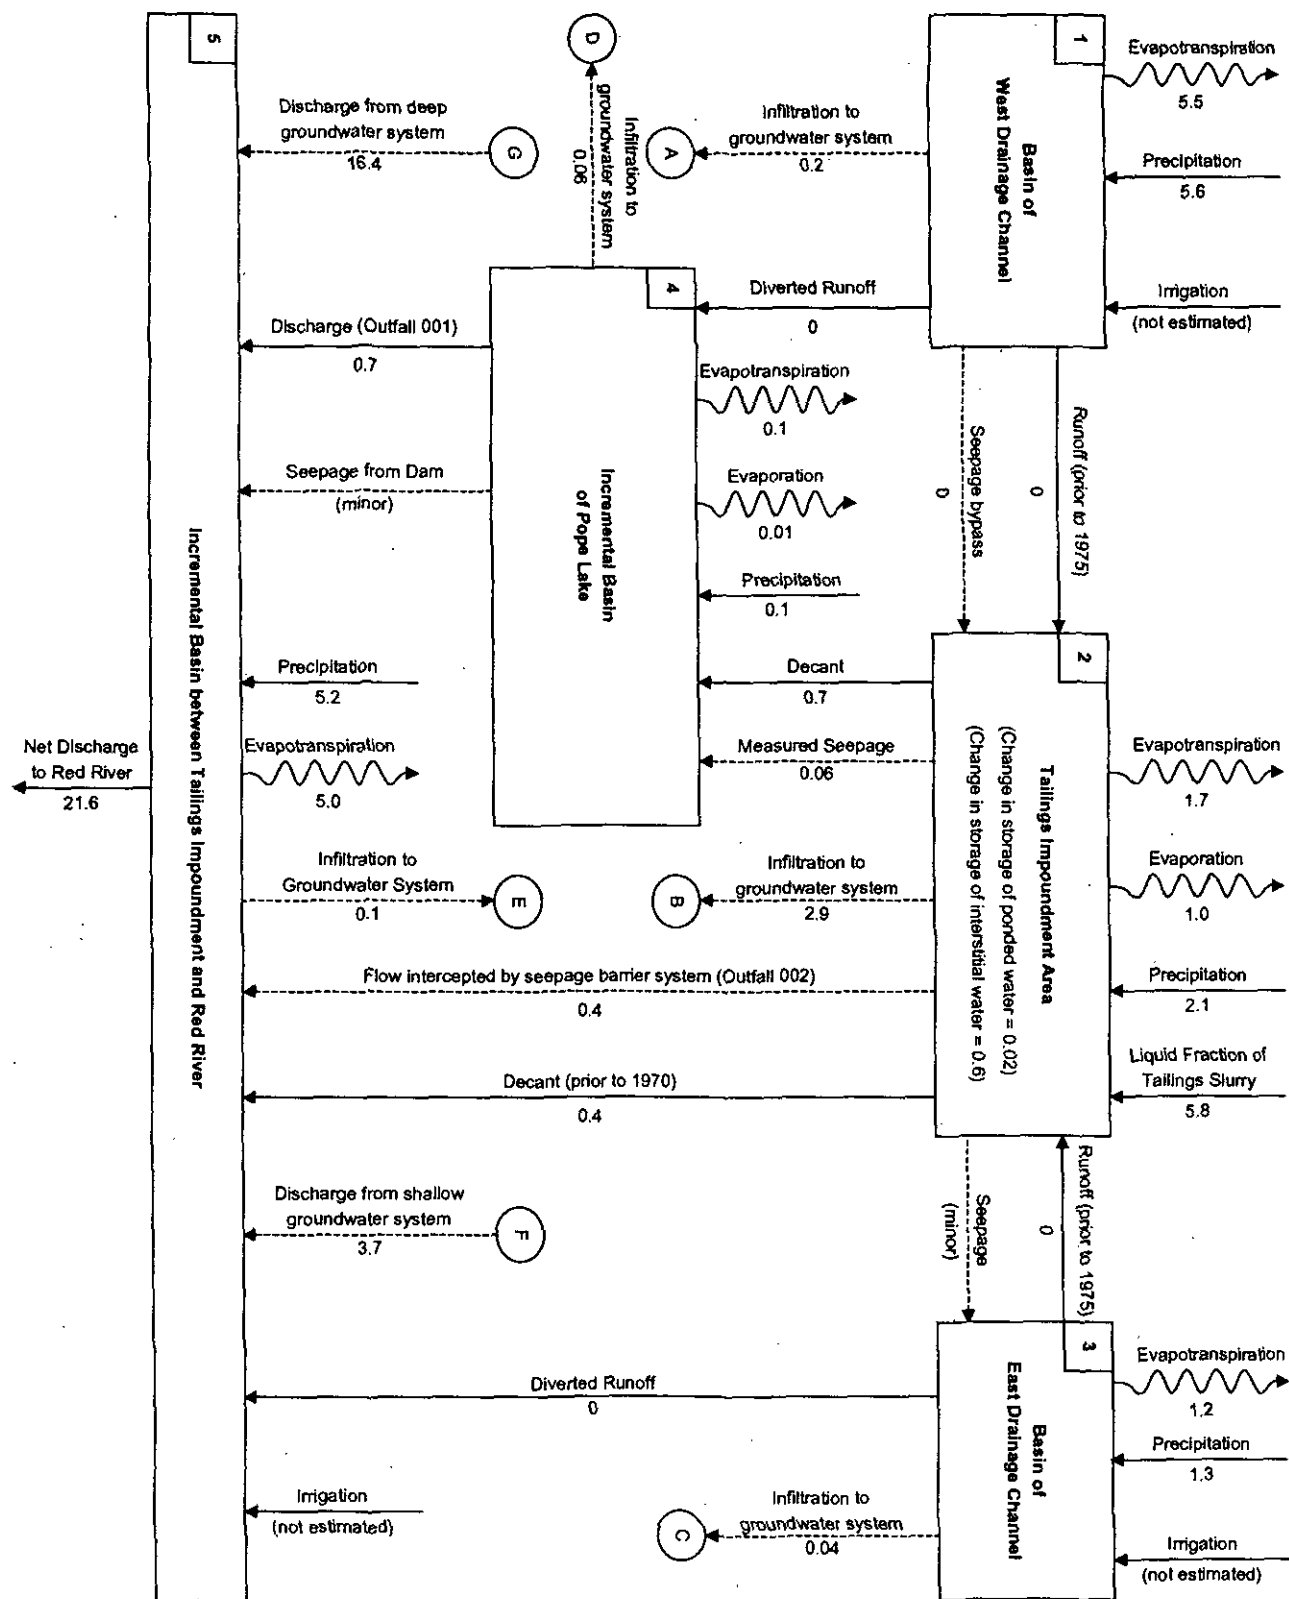 5
D
1
Evapotranspiration
5.5
Discharge from deep
groundwater system
16.4
G
Infiltration to
groundwater system
0.06
A
Infiltration to
groundwater system
0.2
Basin of
West Drainage Channel
Precipitation
5.6
4
Diverted Runoff
0
Irrigation
(not estimated)
Discharge (Outfall 001)
0.7
Evapotranspiration
0.1
Seepage from Dam
(minor)
Evaporation
0.01
Seepage bypass
0
Runoff (prior to 1975)
0
Incremental Basin
of Pope Lake
Precipitation
0.1
Incremental Basin between Tailings Impoundment and Red River
Precipitation
5.2
Decant
0.7
2
Net Discharge
to Red River
21.6
Evapotranspiration
5.0
Measured Seepage
0.06
Tailings Impoundment Area
(Change in storage of ponded water = 0.02)
(Change in storage of interstitial water = 0.6)
Evapotranspiration
1.7
Infiltration to
Groundwater System
0.1
E
B
Infiltration to
groundwater system
2.9
Evaporation
1.0
Flow intercepted by seepage barrier system (Outfall 002)
0.4
Precipitation
2.1
Decant (prior to 1970)
0.4
Liquid Fraction of
Tailings Slurry
5.8
Discharge from shallow
groundwater system
3.7
F
Seepage
(minor)
Runoff (prior to 1975)
0
3
Evapotranspiration
1.2
Diverted Runoff
0
Basin of
East Drainage Channel
Precipitation
1.3
Irrigation
(not estimated)
C
Infiltration to
groundwater system
0.04
Irrigation
(not estimated)